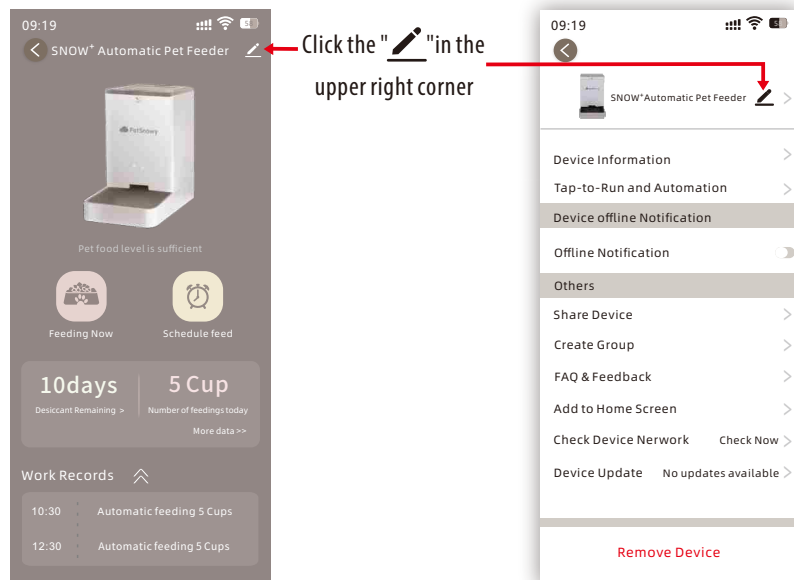 09:19
SNOW⁺ Automatic Pet Feeder
PetSnowy
Pet food level is sufficient
Feeding Now
Schedule feed
10days
Desiccant Remaining >
5 Cup
Number of feedings today
More data >>
Work Records
10:30 Automatic feeding 5 Cups
12:30 Automatic feeding 5 Cups
Click the " "in the
upper right corner
09:19
SNOW⁺Automatic Pet Feeder >
Device Information >
Tap-to-Run and Automation >
Device offline Notification
Offline Notification
Others
Share Device >
Create Group >
FAQ & Feedback >
Add to Home Screen >
Check Device Nerwork Check Now >
Device Update No updates available >
Remove Device